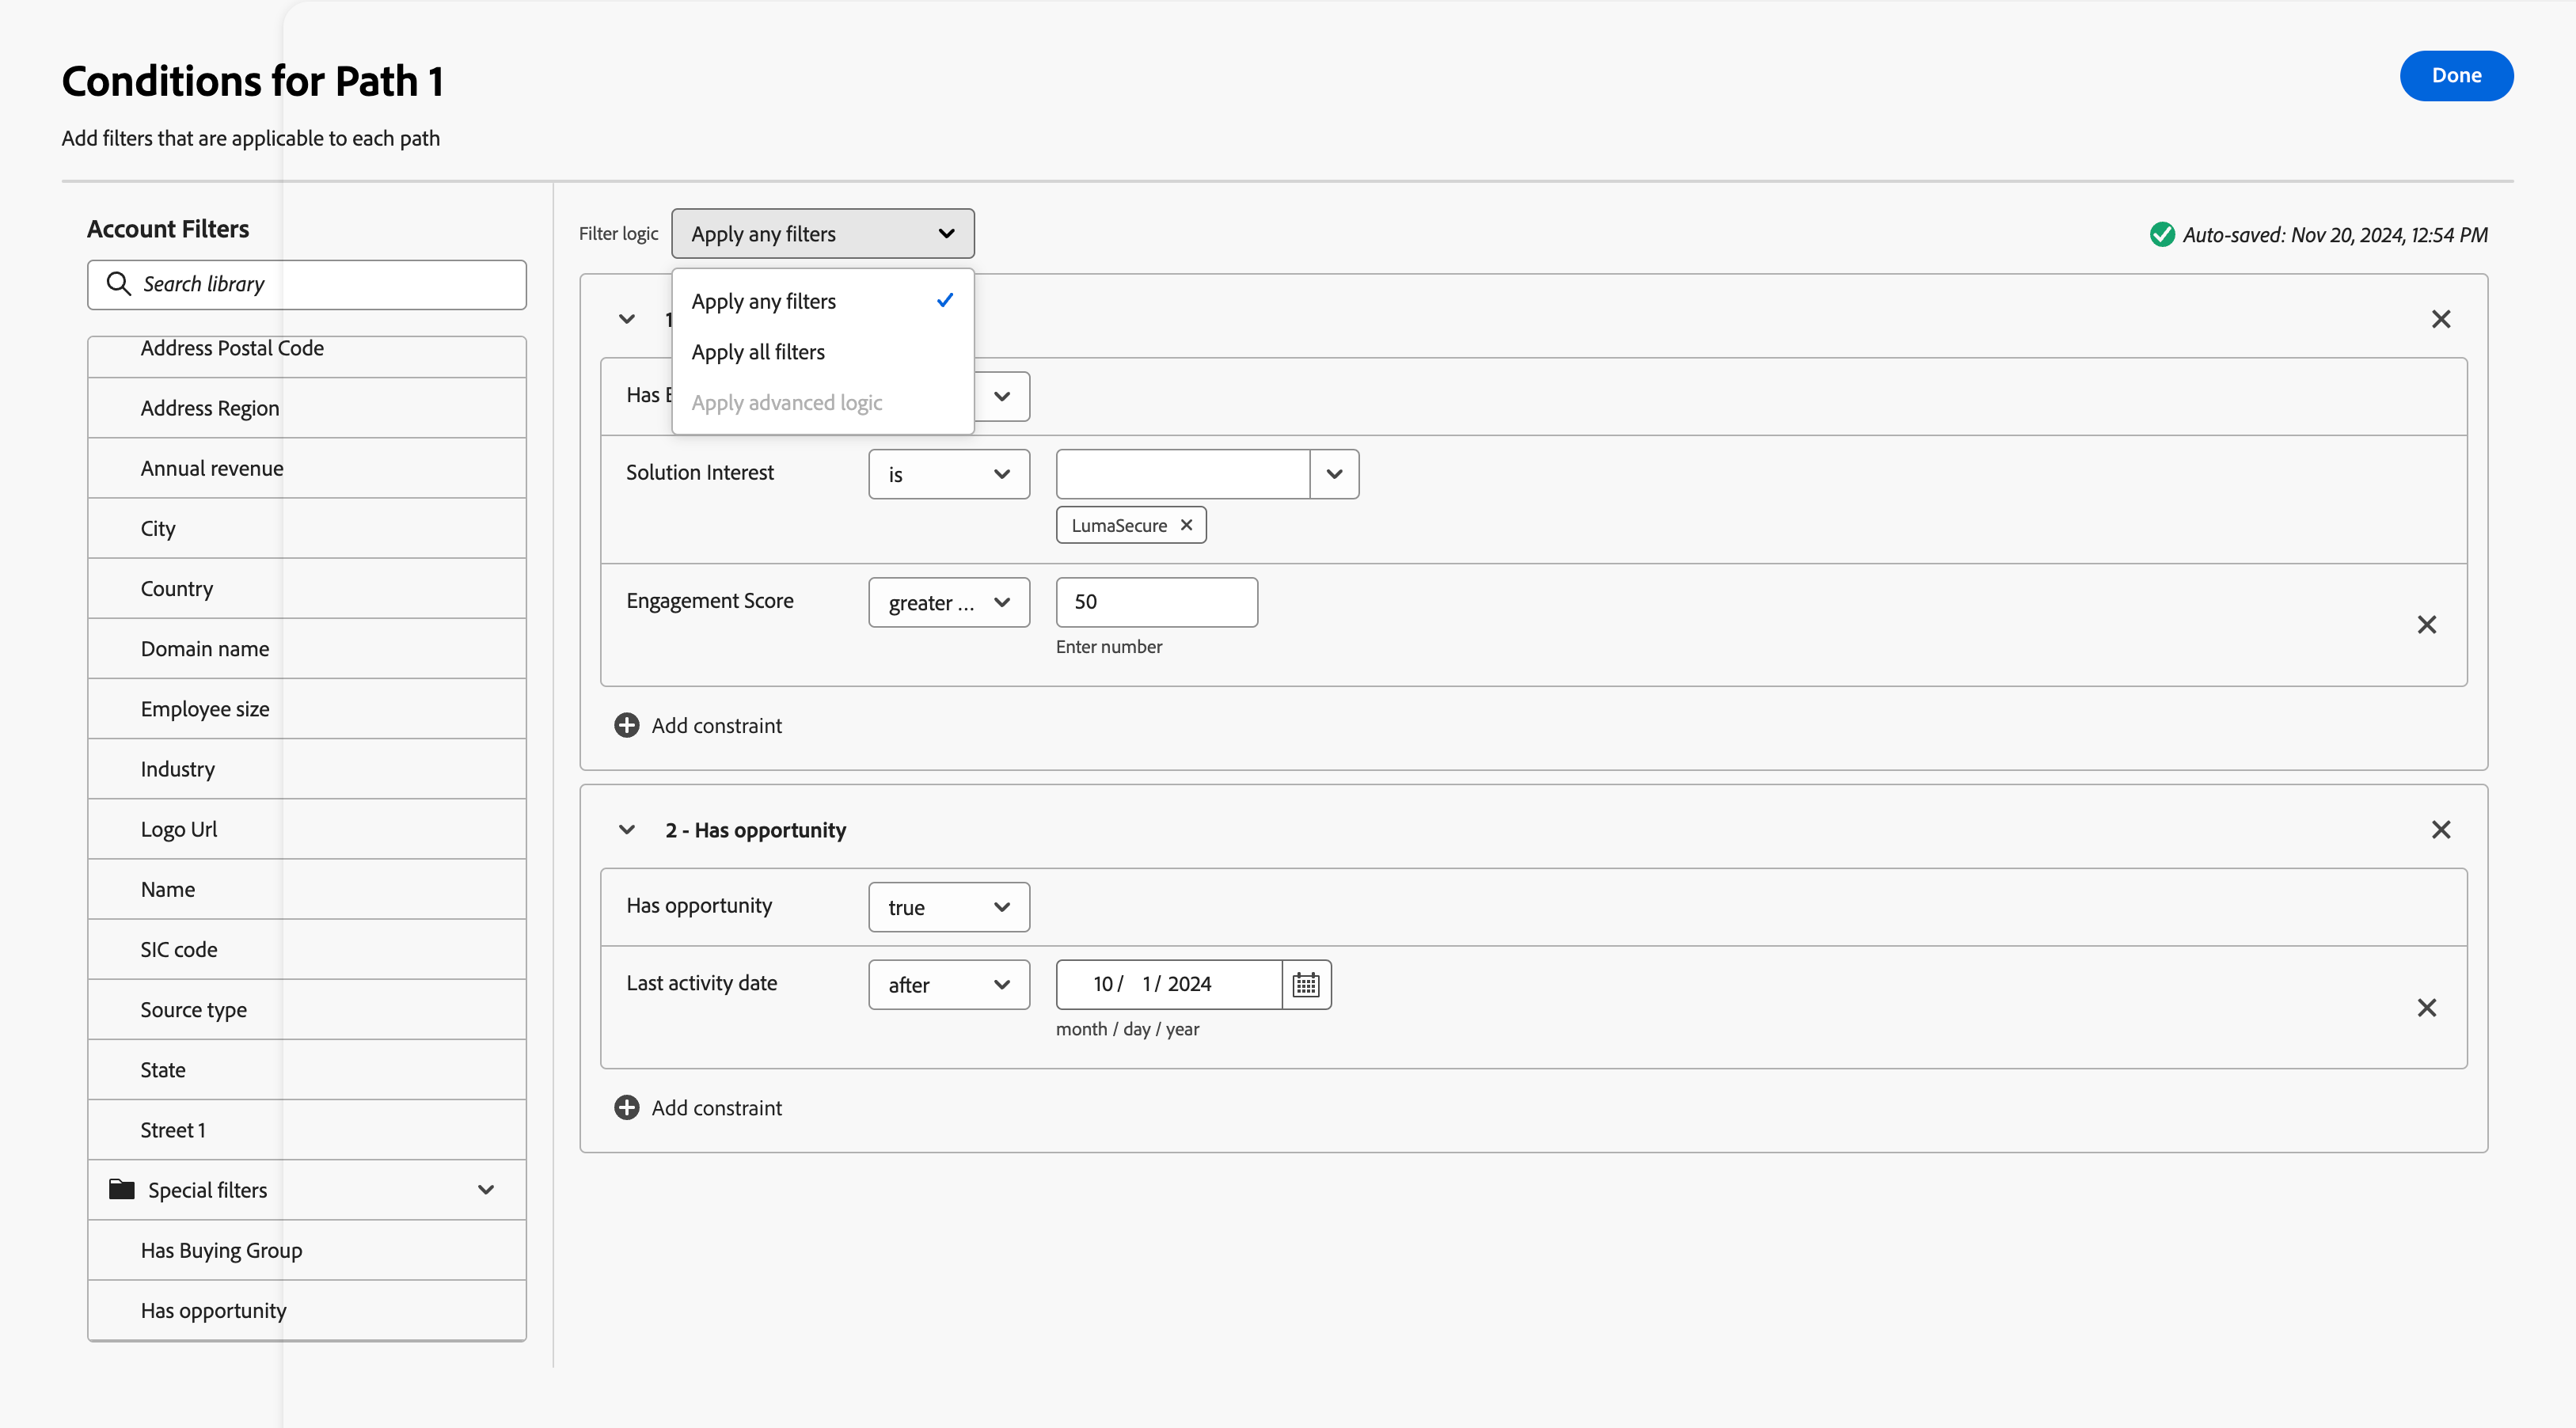 Conditions for Path 1
Done
Add filters that are applicable to each path
Account Filters
Search library
Address Postal Code
Address Region
Annual revenue
City
Country
Domain name
Employee size
Industry
Logo Url
Name
SIC code
Source type
State
Street 1
Special filters
Has Buying Group
Has opportunity
Filter logic Apply any filters
Auto-saved: Nov 20, 2024, 12:54 PM
Apply any filters
Apply all filters
Apply advanced logic
1
Has
Solution Interest is
LumaSecure
Engagement Score greater ... 50
Enter number
Add constraint
2 - Has opportunity
Has opportunity true
Last activity date after 10 / 1 / 2024
month / day / year
Add constraint